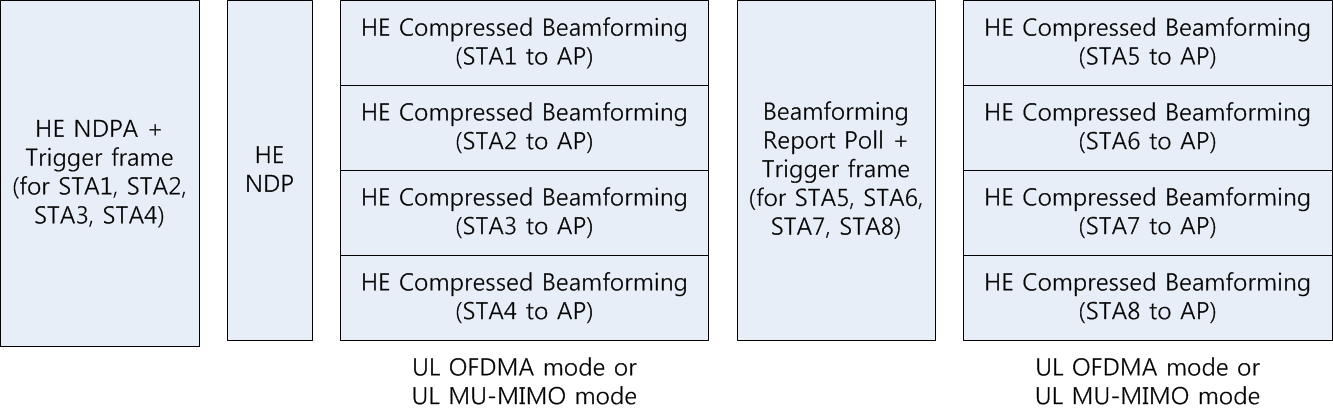 HE NDPA +
Trigger frame
(for STA1, STA2,
STA3, STA4)
HE
NDP
HE Compressed Beamforming
(STA1 to AP)
HE Compressed Beamforming
(STA2 to AP)
HE Compressed Beamforming
(STA3 to AP)
HE Compressed Beamforming
(STA4 to AP)
UL OFDMA mode or
UL MU-MIMO mode
Beamforming
Report Poll +
Trigger frame
(for STA5, STA6,
STA7, STA8)
HE Compressed Beamforming
(STA5 to AP)
HE Compressed Beamforming
(STA6 to AP)
HE Compressed Beamforming
(STA7 to AP)
HE Compressed Beamforming
(STA8 to AP)
UL OFDMA mode or
UL MU-MIMO mode